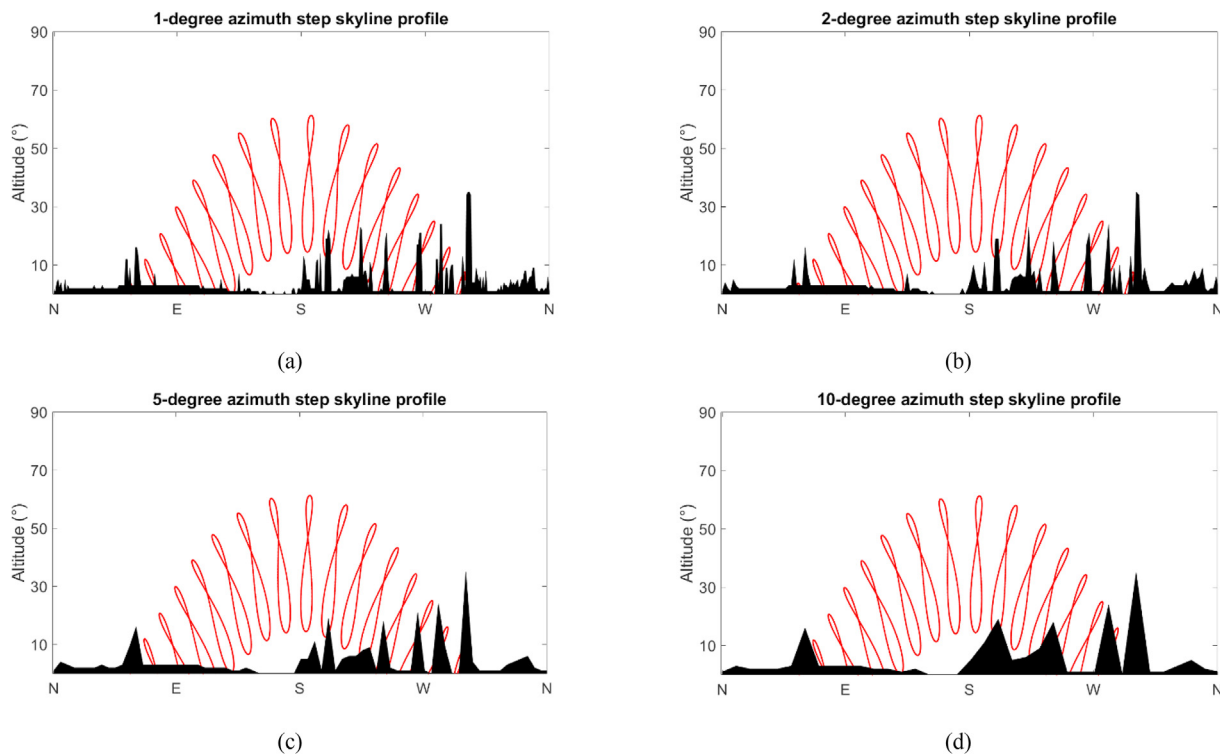 1-degree azimuth step skyline profile
90
70
50
30
10
Altitude (°)
N E S W N
(a)
2-degree azimuth step skyline profile
90
70
50
30
10
Altitude (°)
N E S W N
(b)
5-degree azimuth step skyline profile
90
70
50
30
10
Altitude (°)
N E S W N
(c)
10-degree azimuth step skyline profile
90
70
50
30
10
Altitude (°)
N E S W N
(d)